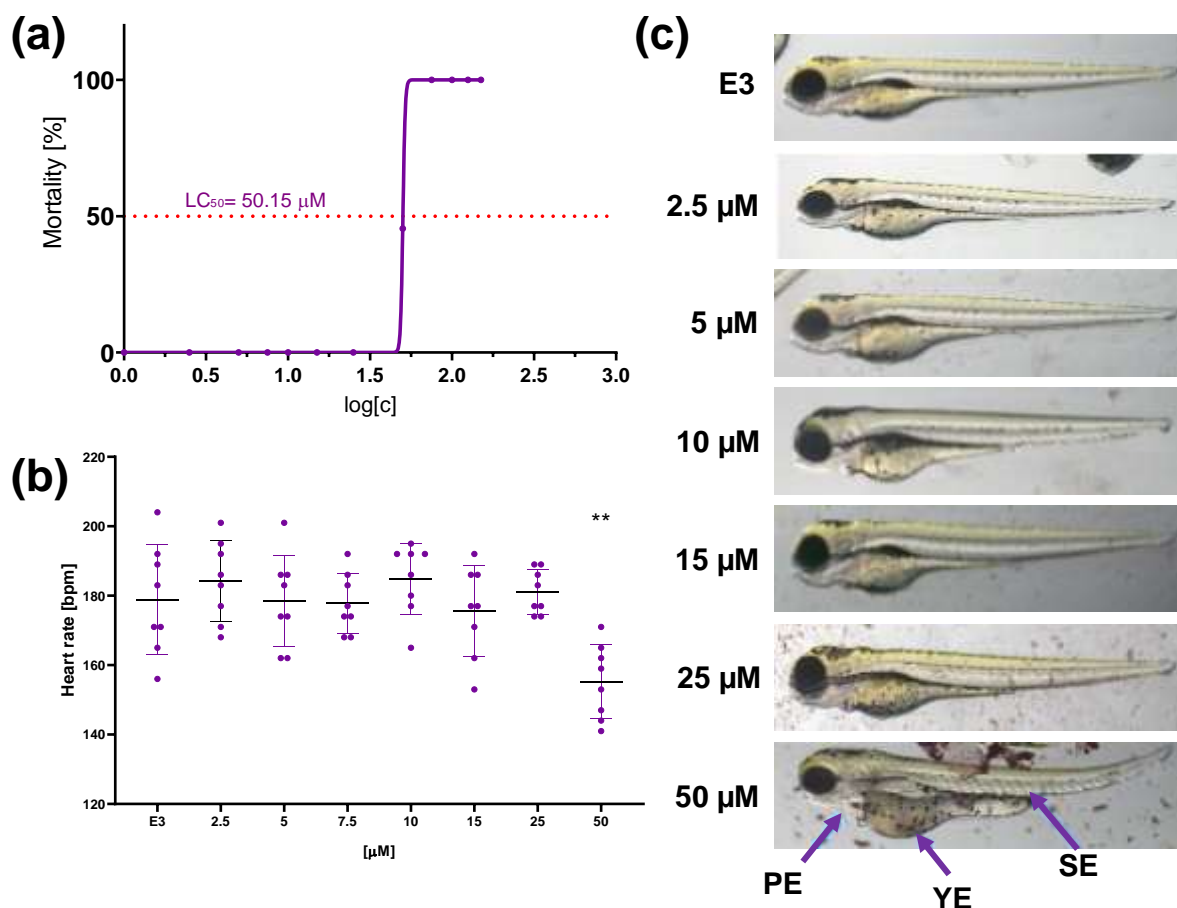 (a)
Mortality [%]
100
50
0
LC₅₀= 50.15 µM
0.0 0.5 1.0 1.5 2.0 2.5 3.0
log[c]
(b)
Heart rate [bpm]
220
200
180
160
140
120
**
E3 2.5 5 7.5 10 15 25 50
[µM]
(c)
E3
2.5 µM
5 µM
10 µM
15 µM
25 µM
50 µM
PE
YE
SE